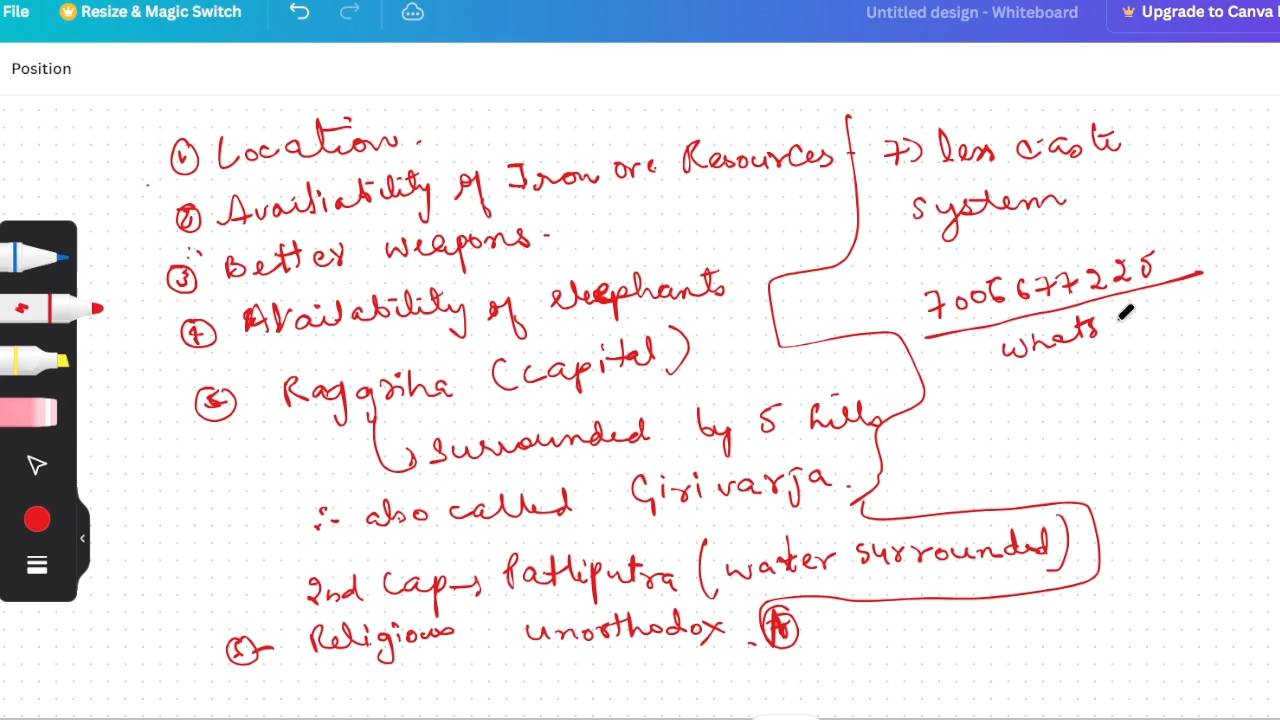 File Resize & Magic Switch Untitled design - Whiteboard Upgrade to Canva
Position
① Location.
② Availability of Iron ore Resources
③ Better weapons.
④ Availability of elephants
⑤ Raggriha (capital)
surrounded by 5 hills
∴ also called Girivarja.
2nd cap → Patliputra (water surrounded)
⑤ - Religious unorthodox.
7) less caste
system
7006677225
whats